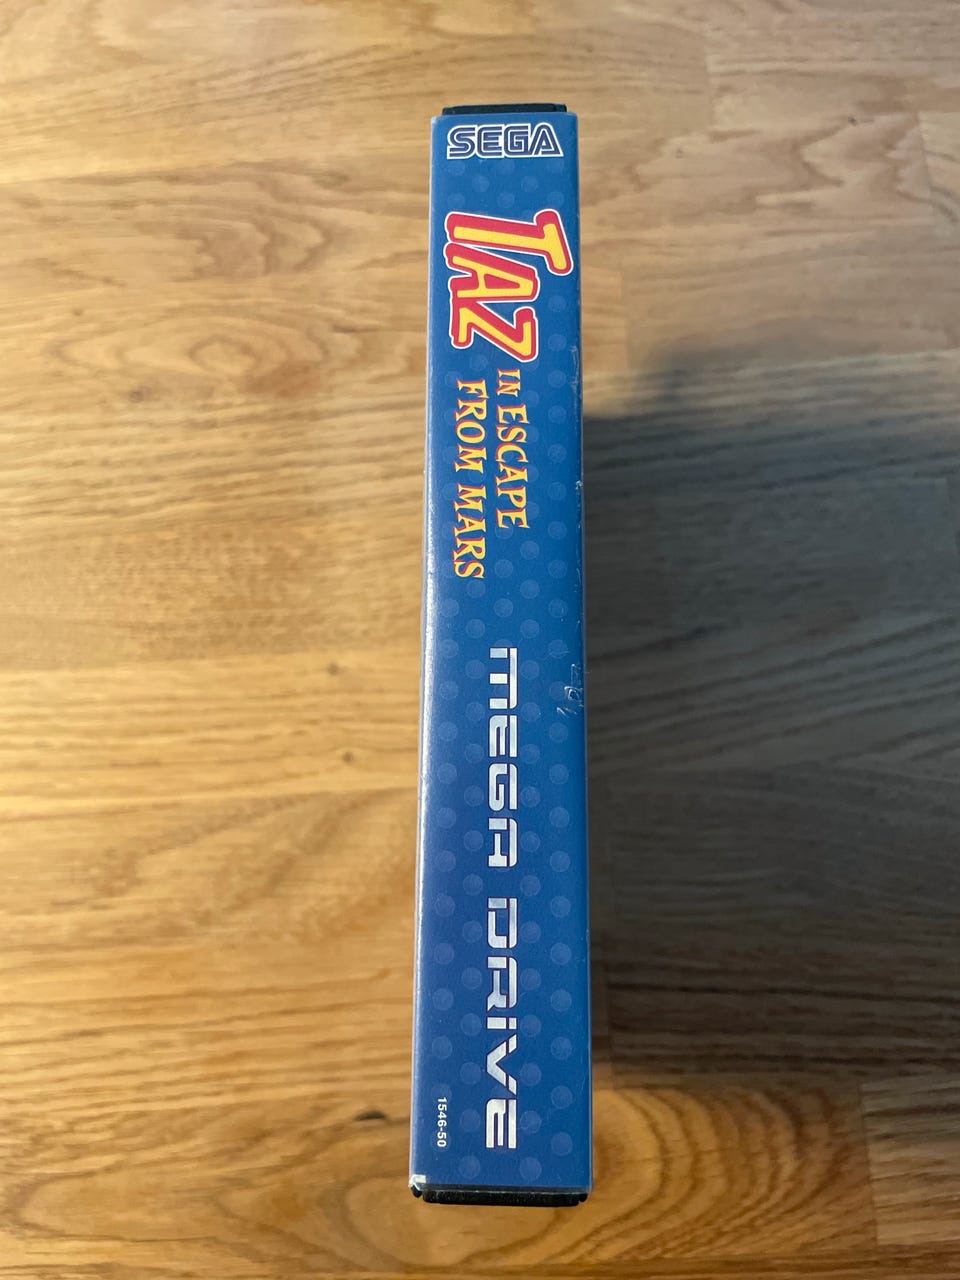 SEGA
TAZ
IN ESCAPE
FROM MARS
MEGA DRIVE
1546-50